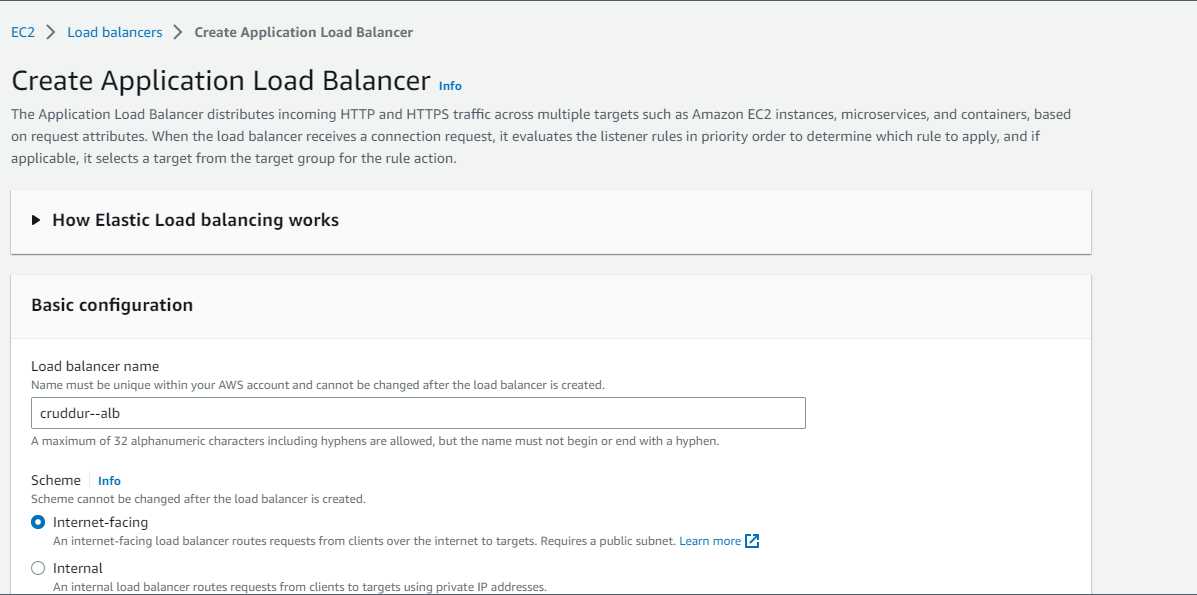 EC2 > Load balancers > Create Application Load Balancer
Create Application Load Balancer Info
The Application Load Balancer distributes incoming HTTP and HTTPS traffic across multiple targets such as Amazon EC2 instances, microservices, and containers, based
on request attributes. When the load balancer receives a connection request, it evaluates the listener rules in priority order to determine which rule to apply, and if
applicable, it selects a target from the target group for the rule action.
How Elastic Load balancing works
Basic configuration
Load balancer name
Name must be unique within your AWS account and cannot be changed after the load balancer is created.
cruddur--alb
A maximum of 32 alphanumeric characters including hyphens are allowed, but the name must not begin or end with a hyphen.
Scheme Info
Scheme cannot be changed after the load balancer is created.
Internet-facing
An internet-facing load balancer routes requests from clients over the internet to targets. Requires a public subnet. Learn more
Internal
An internal load balancer routes requests from clients to targets using private IP addresses.